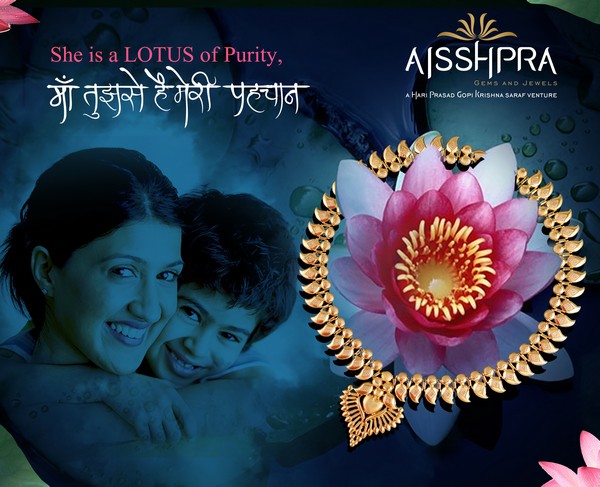 She is a LOTUS of Purity,
माँ तुझसे है मेरी पहचान
AISSHPRA
GEMS AND JEWELS
A HARI PRASAD GOPI KRISHNA SARAF VENTURE